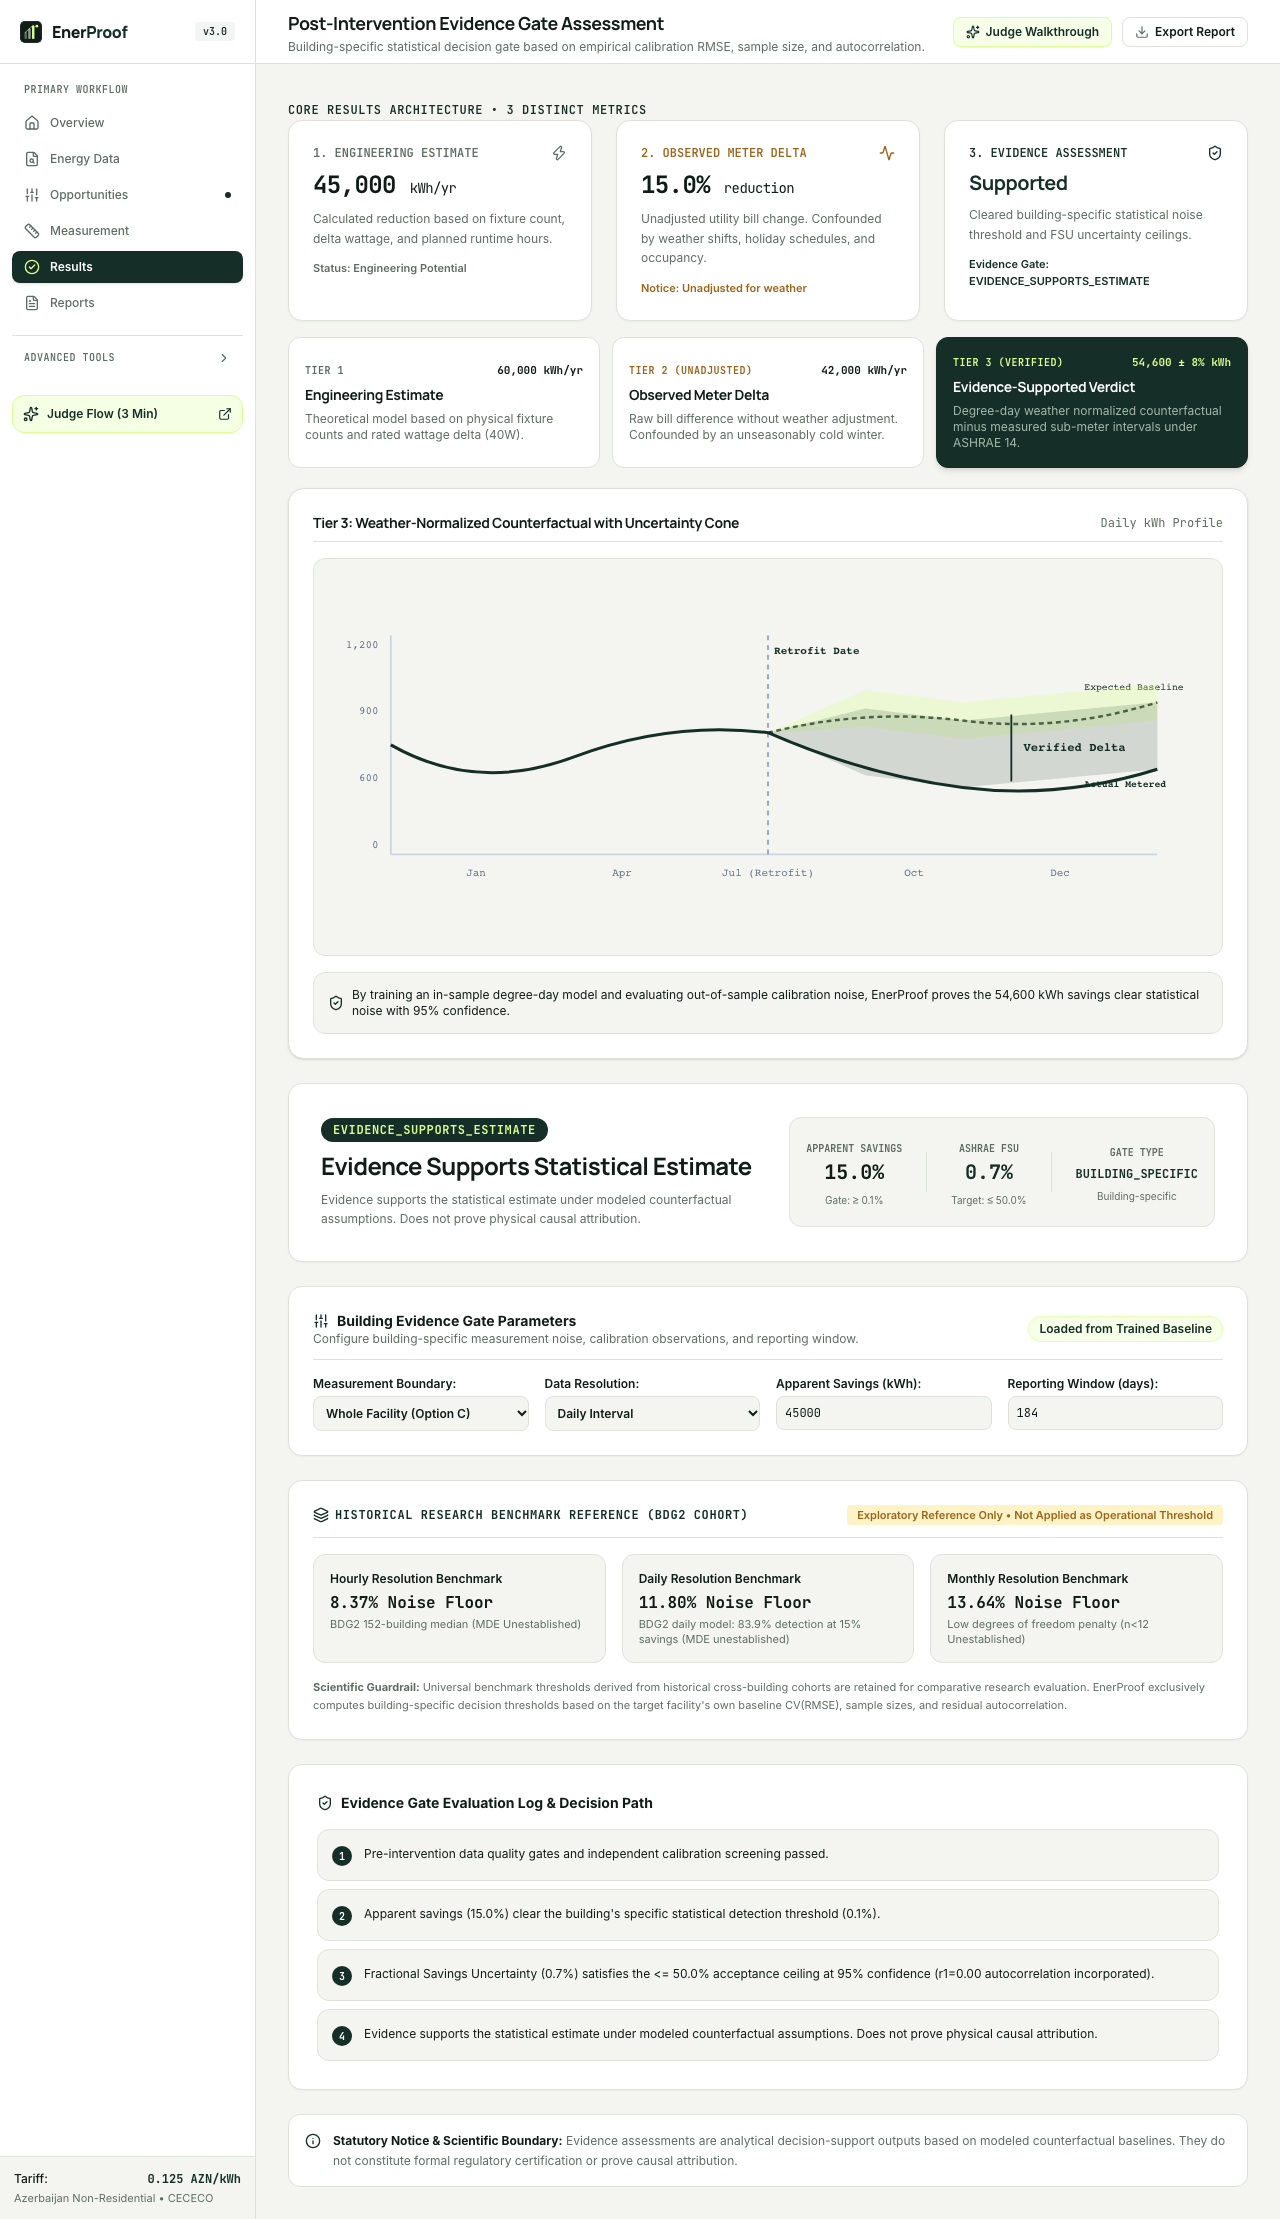 EnerProof
v3.0
PRIMARY WORKFLOW
Overview
Energy Data
Opportunities
Measurement
Results
Reports
ADVANCED TOOLS
Judge Flow (3 Min)
Tariff:
0.125 AZN/kWh
Azerbaijan Non-Residential • CECECO
Post-Intervention Evidence Gate Assessment
Building-specific statistical decision gate based on empirical calibration RMSE, sample size, and autocorrelation.
Judge Walkthrough
Export Report
CORE RESULTS ARCHITECTURE • 3 DISTINCT METRICS
1. ENGINEERING ESTIMATE
45,000 kWh/yr
Calculated reduction based on fixture count,
delta wattage, and planned runtime hours.
Status: Engineering Potential
2. OBSERVED METER DELTA
15.0% reduction
Unadjusted utility bill change. Confounded
by weather shifts, holiday schedules, and
occupancy.
Notice: Unadjusted for weather
3. EVIDENCE ASSESSMENT
Supported
Cleared building-specific statistical noise
threshold and FSU uncertainty ceilings.
Evidence Gate:
EVIDENCE_SUPPORTS_ESTIMATE
TIER 1
60,000 kWh/yr
Engineering Estimate
Theoretical model based on physical fixture
counts and rated wattage delta (40W).
TIER 2 (UNADJUSTED)
42,000 kWh/yr
Observed Meter Delta
Raw bill difference without weather adjustment.
Confounded by an unseasonably cold winter.
TIER 3 (VERIFIED)
54,600 ± 8% kWh
Evidence-Supported Verdict
Degree-day weather normalized counterfactual
minus measured sub-meter intervals under
ASHRAE 14.
Tier 3: Weather-Normalized Counterfactual with Uncertainty Cone
Daily kWh Profile
1,200
900
600
0
Retrofit Date
Expected Baseline
Verified Delta
Actual Metered
Jan
Apr
Jul (Retrofit)
Oct
Dec
By training an in-sample degree-day model and evaluating out-of-sample calibration noise, EnerProof proves the 54,600 kWh savings clear statistical
noise with 95% confidence.
EVIDENCE_SUPPORTS_ESTIMATE
Evidence Supports Statistical Estimate
Evidence supports the statistical estimate under modeled counterfactual
assumptions. Does not prove physical causal attribution.
APPARENT SAVINGS
15.0%
Gate: ≥ 0.1%
ASHRAE FSU
0.7%
Target: ≤ 50.0%
GATE TYPE
BUILDING_SPECIFIC
Building-specific
Building Evidence Gate Parameters
Configure building-specific measurement noise, calibration observations, and reporting window.
Loaded from Trained Baseline
Measurement Boundary:
Whole Facility (Option C)
Data Resolution:
Daily Interval
Apparent Savings (kWh):
45000
Reporting Window (days):
184
HISTORICAL RESEARCH BENCHMARK REFERENCE (BDG2 COHORT)
Exploratory Reference Only • Not Applied as Operational Threshold
Hourly Resolution Benchmark
8.37% Noise Floor
BDG2 152-building median (MDE Unestablished)
Daily Resolution Benchmark
11.80% Noise Floor
BDG2 daily model: 83.9% detection at 15%
savings (MDE unestablished)
Monthly Resolution Benchmark
13.64% Noise Floor
Low degrees of freedom penalty (n<12
Unestablished)
Scientific Guardrail: Universal benchmark thresholds derived from historical cross-building cohorts are retained for comparative research evaluation. EnerProof exclusively
computes building-specific decision thresholds based on the target facility's own baseline CV(RMSE), sample sizes, and residual autocorrelation.
Evidence Gate Evaluation Log & Decision Path
1 Pre-intervention data quality gates and independent calibration screening passed.
2 Apparent savings (15.0%) clear the building's specific statistical detection threshold (0.1%).
3 Fractional Savings Uncertainty (0.7%) satisfies the <= 50.0% acceptance ceiling at 95% confidence (r1=0.00 autocorrelation incorporated).
4 Evidence supports the statistical estimate under modeled counterfactual assumptions. Does not prove physical causal attribution.
Statutory Notice & Scientific Boundary: Evidence assessments are analytical decision-support outputs based on modeled counterfactual baselines. They do
not constitute formal regulatory certification or prove causal attribution.